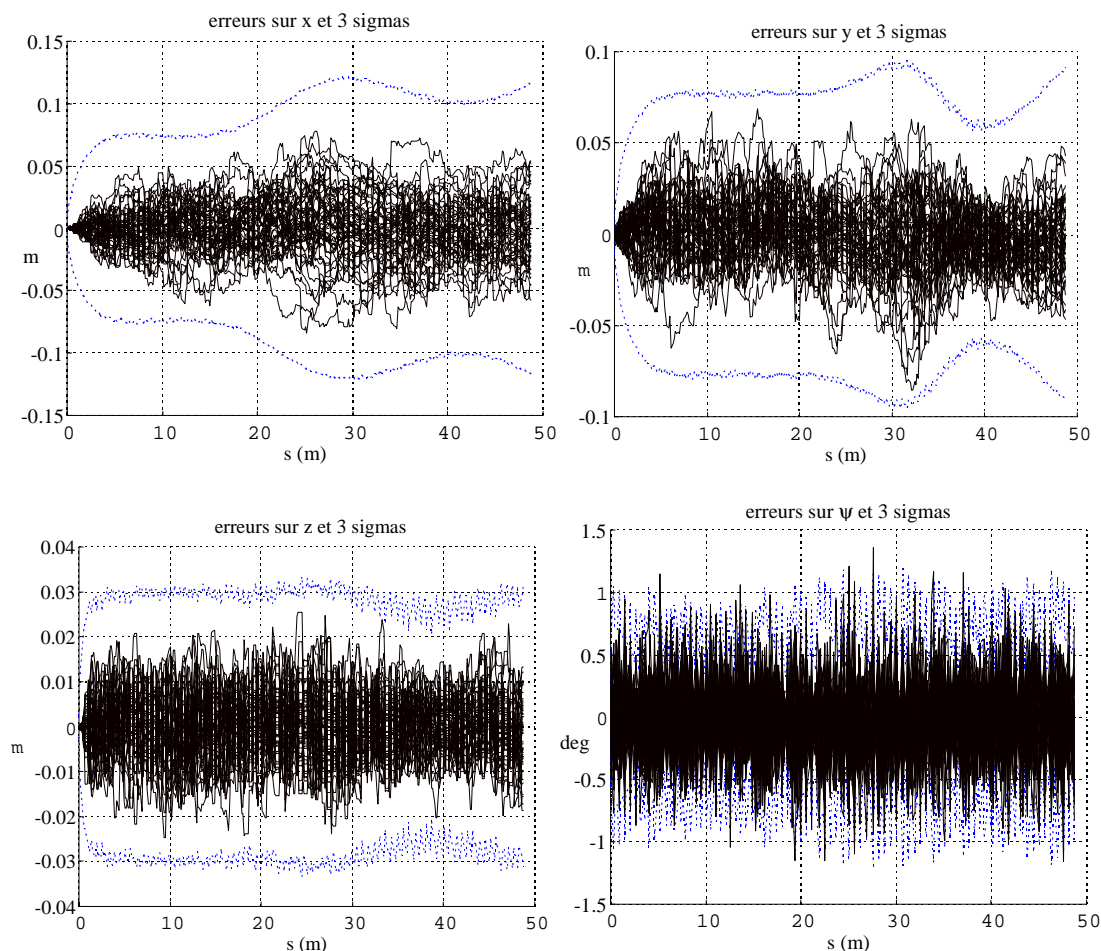 erreurs sur x et 3 sigmas
0.15
0.1
0.05
0
m
-0.05
-0.1
-0.15
0 10 20 30 40 50
s (m)
erreurs sur y et 3 sigmas
0.1
0.05
0
m
-0.05
-0.1
0 10 20 30 40 50
s (m)
erreurs sur z et 3 sigmas
0.04
0.03
0.02
0.01
0
m
-0.01
-0.02
-0.03
-0.04
0 10 20 30 40 50
s (m)
erreurs sur ψ et 3 sigmas
1.5
1
0.5
0
deg
-0.5
-1
-1.5
0 10 20 30 40 50
s (m)